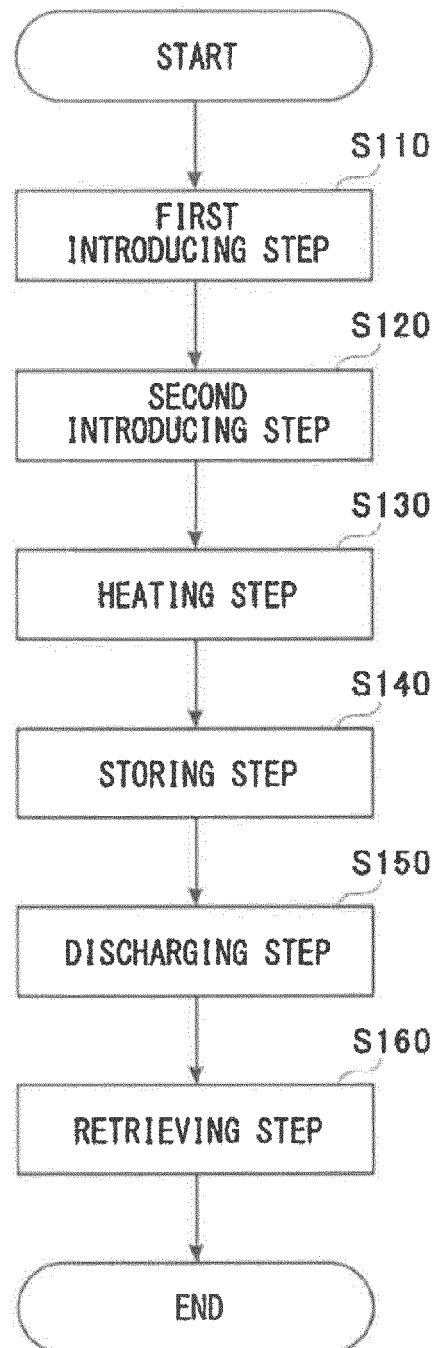 START
S110
FIRST
INTRODUCING STEP
S120
SECOND
INTRODUCING STEP
S130
HEATING STEP
S140
STORING STEP
S150
DISCHARGING STEP
S160
RETRIEVING STEP
END